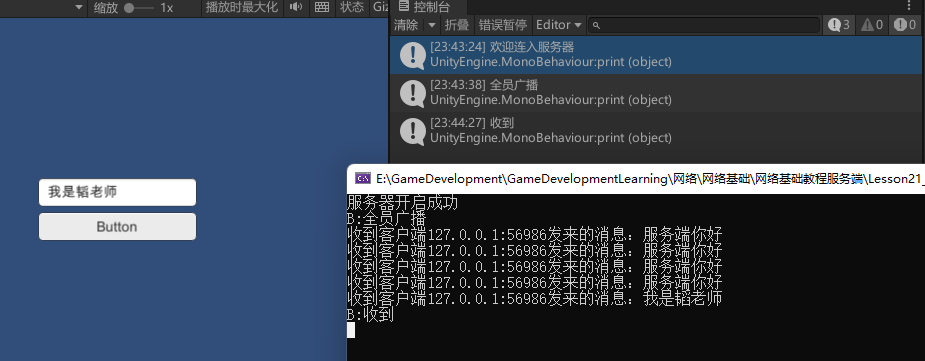 缩放 1x 播放时最大化 状态 Giz
控制台
清除 折叠 错误暂停 Editor 3 0 0
[23:43:24] 欢迎连入服务器
UnityEngine.MonoBehaviour:print (object)
[23:43:38] 全员广播
UnityEngine.MonoBehaviour:print (object)
[23:44:27] 收到
UnityEngine.MonoBehaviour:print (object)
我是韬老师
Button
E:\GameDevelopment\GameDevelopmentLearning\网络\网络基础\网络基础教程服务端\Lesson21_
服务器开启成功
B:全员广播
收到客户端127.0.0.1:56986发来的消息：服务端你好
收到客户端127.0.0.1:56986发来的消息：服务端你好
收到客户端127.0.0.1:56986发来的消息：服务端你好
收到客户端127.0.0.1:56986发来的消息：服务端你好
收到客户端127.0.0.1:56986发来的消息：我是韬老师
B:收到